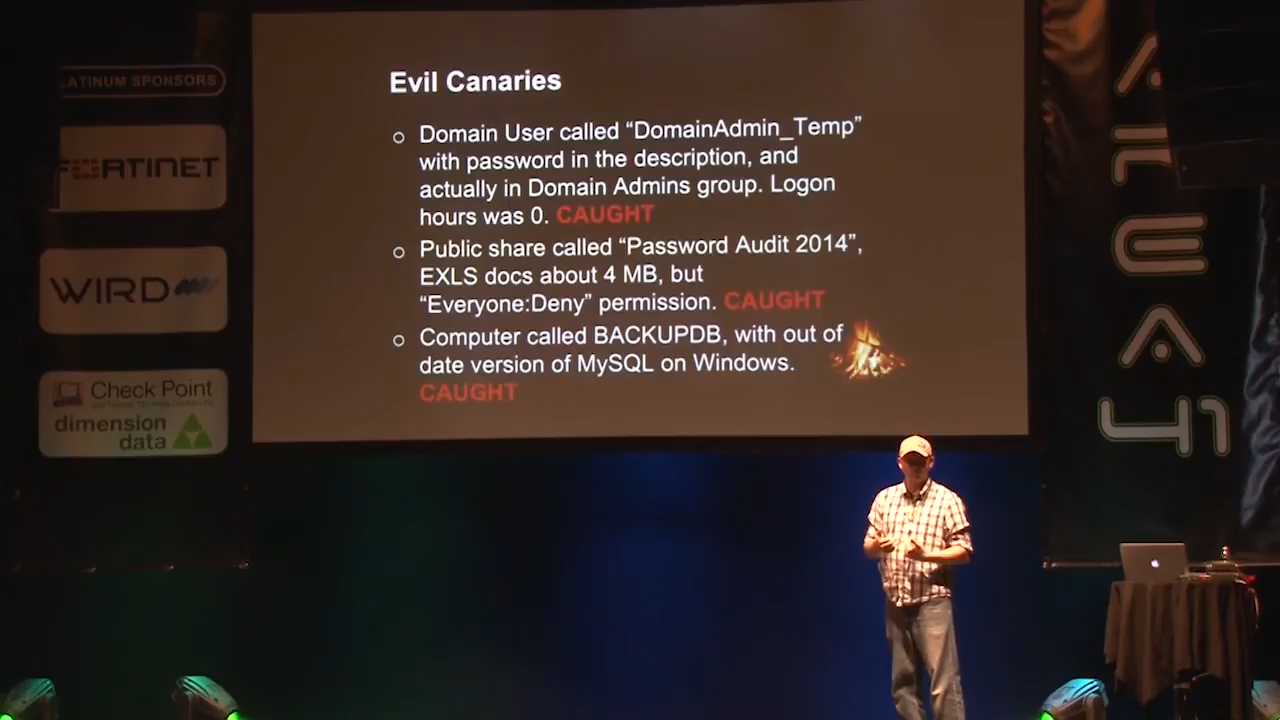 Evil Canaries
Domain User called “DomainAdmin_Temp”
with password in the description, and
actually in Domain Admins group. Logon
hours was 0. CAUGHT
Public share called “Password Audit 2014”,
EXLS docs about 4 MB, but
“Everyone:Deny” permission. CAUGHT
Computer called BACKUPDB, with out of
date version of MySQL on Windows.
CAUGHT
LATINUM SPONSORS
FORTINET
WIRD
Check Point
dimension
data
AREA
41